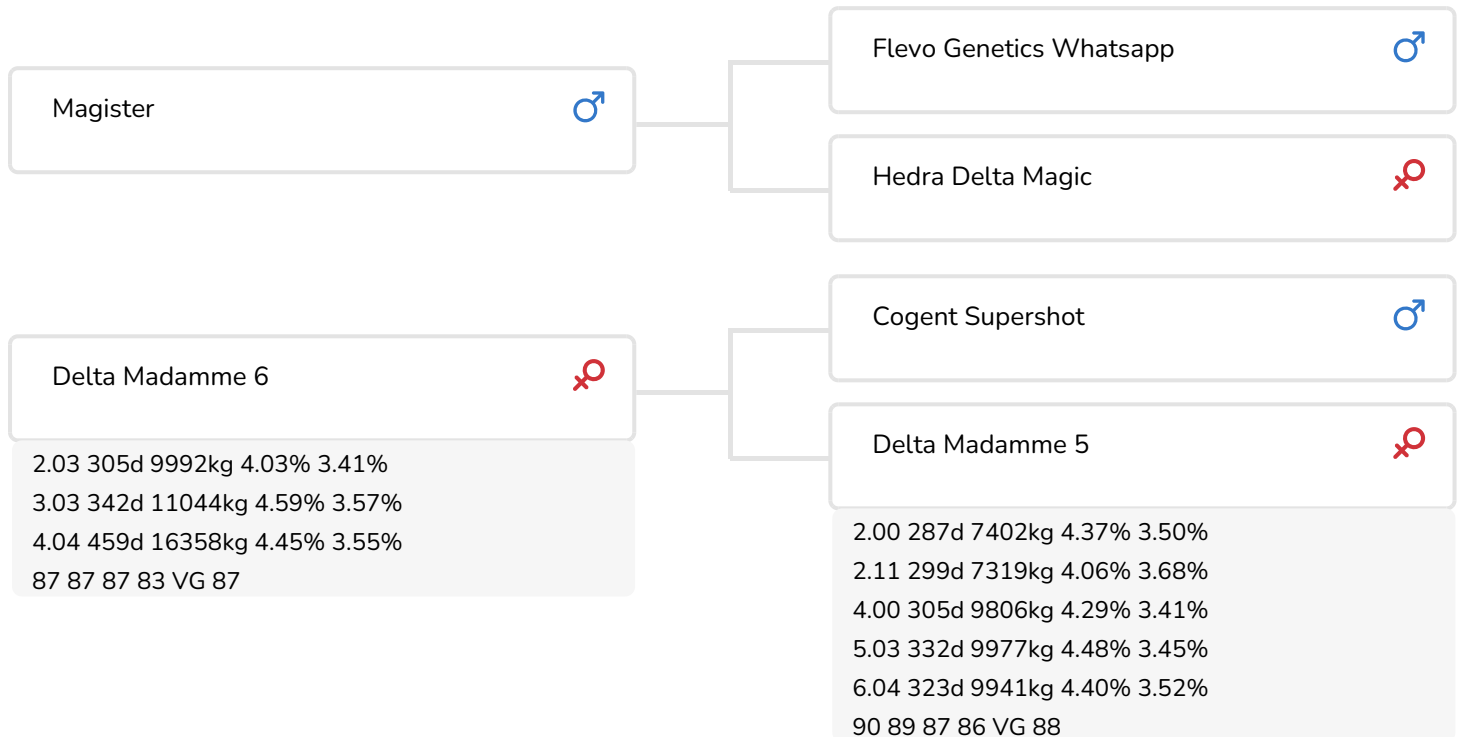 Flevo Genetics Whatsapp
Magister
Hedra Delta Magic
Cogent Supershot
Delta Madamme 6
Delta Madamme 5
2.03 305d 9992kg 4.03% 3.41%
3.03 342d 11044kg 4.59% 3.57%
4.04 459d 16358kg 4.45% 3.55%
87 87 87 83 VG 87
2.00 287d 7402kg 4.37% 3.50%
2.11 299d 7319kg 4.06% 3.68%
4.00 305d 9806kg 4.29% 3.41%
5.03 332d 9977kg 4.48% 3.45%
6.04 323d 9941kg 4.40% 3.52%
90 89 87 86 VG 88